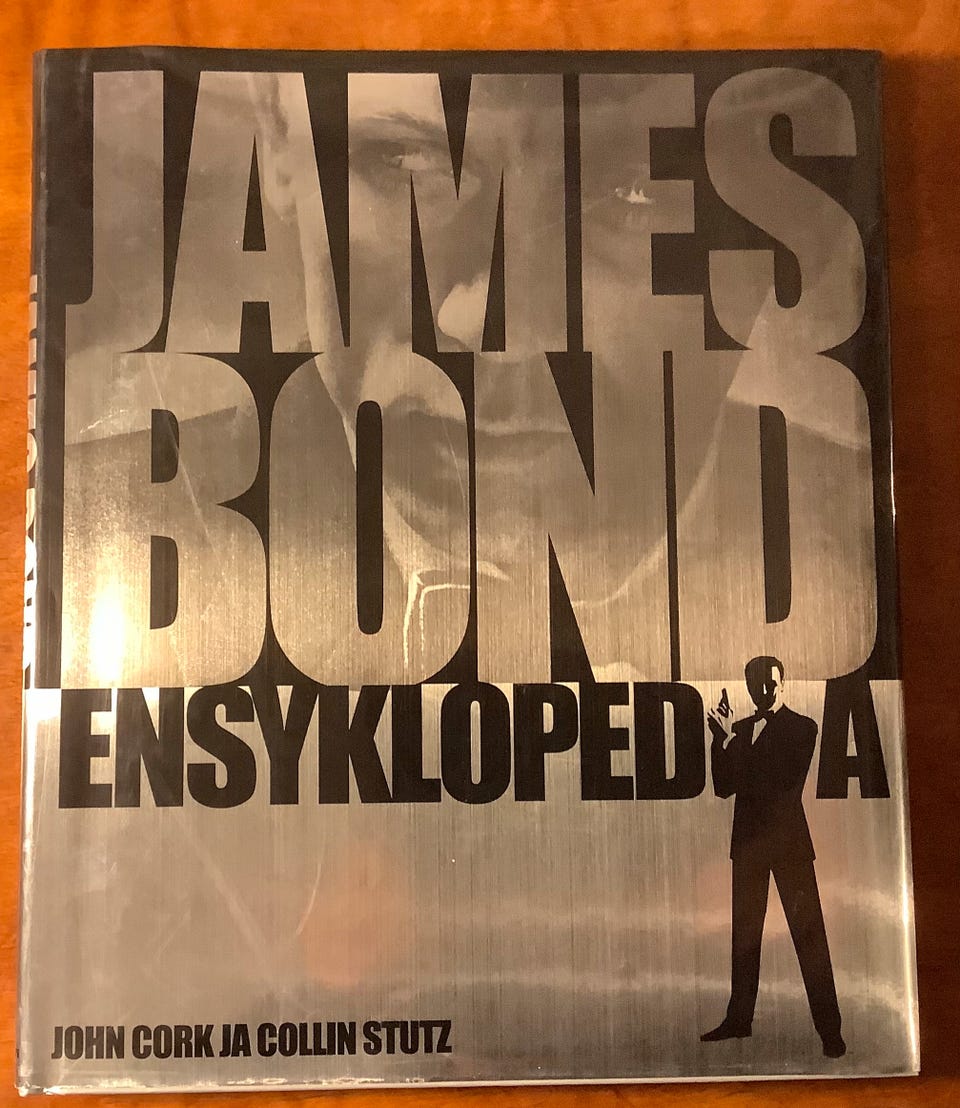 JAMES
BOND
ENSYKLOPEDIA
JOHN CORK JA COLLIN STUTZ